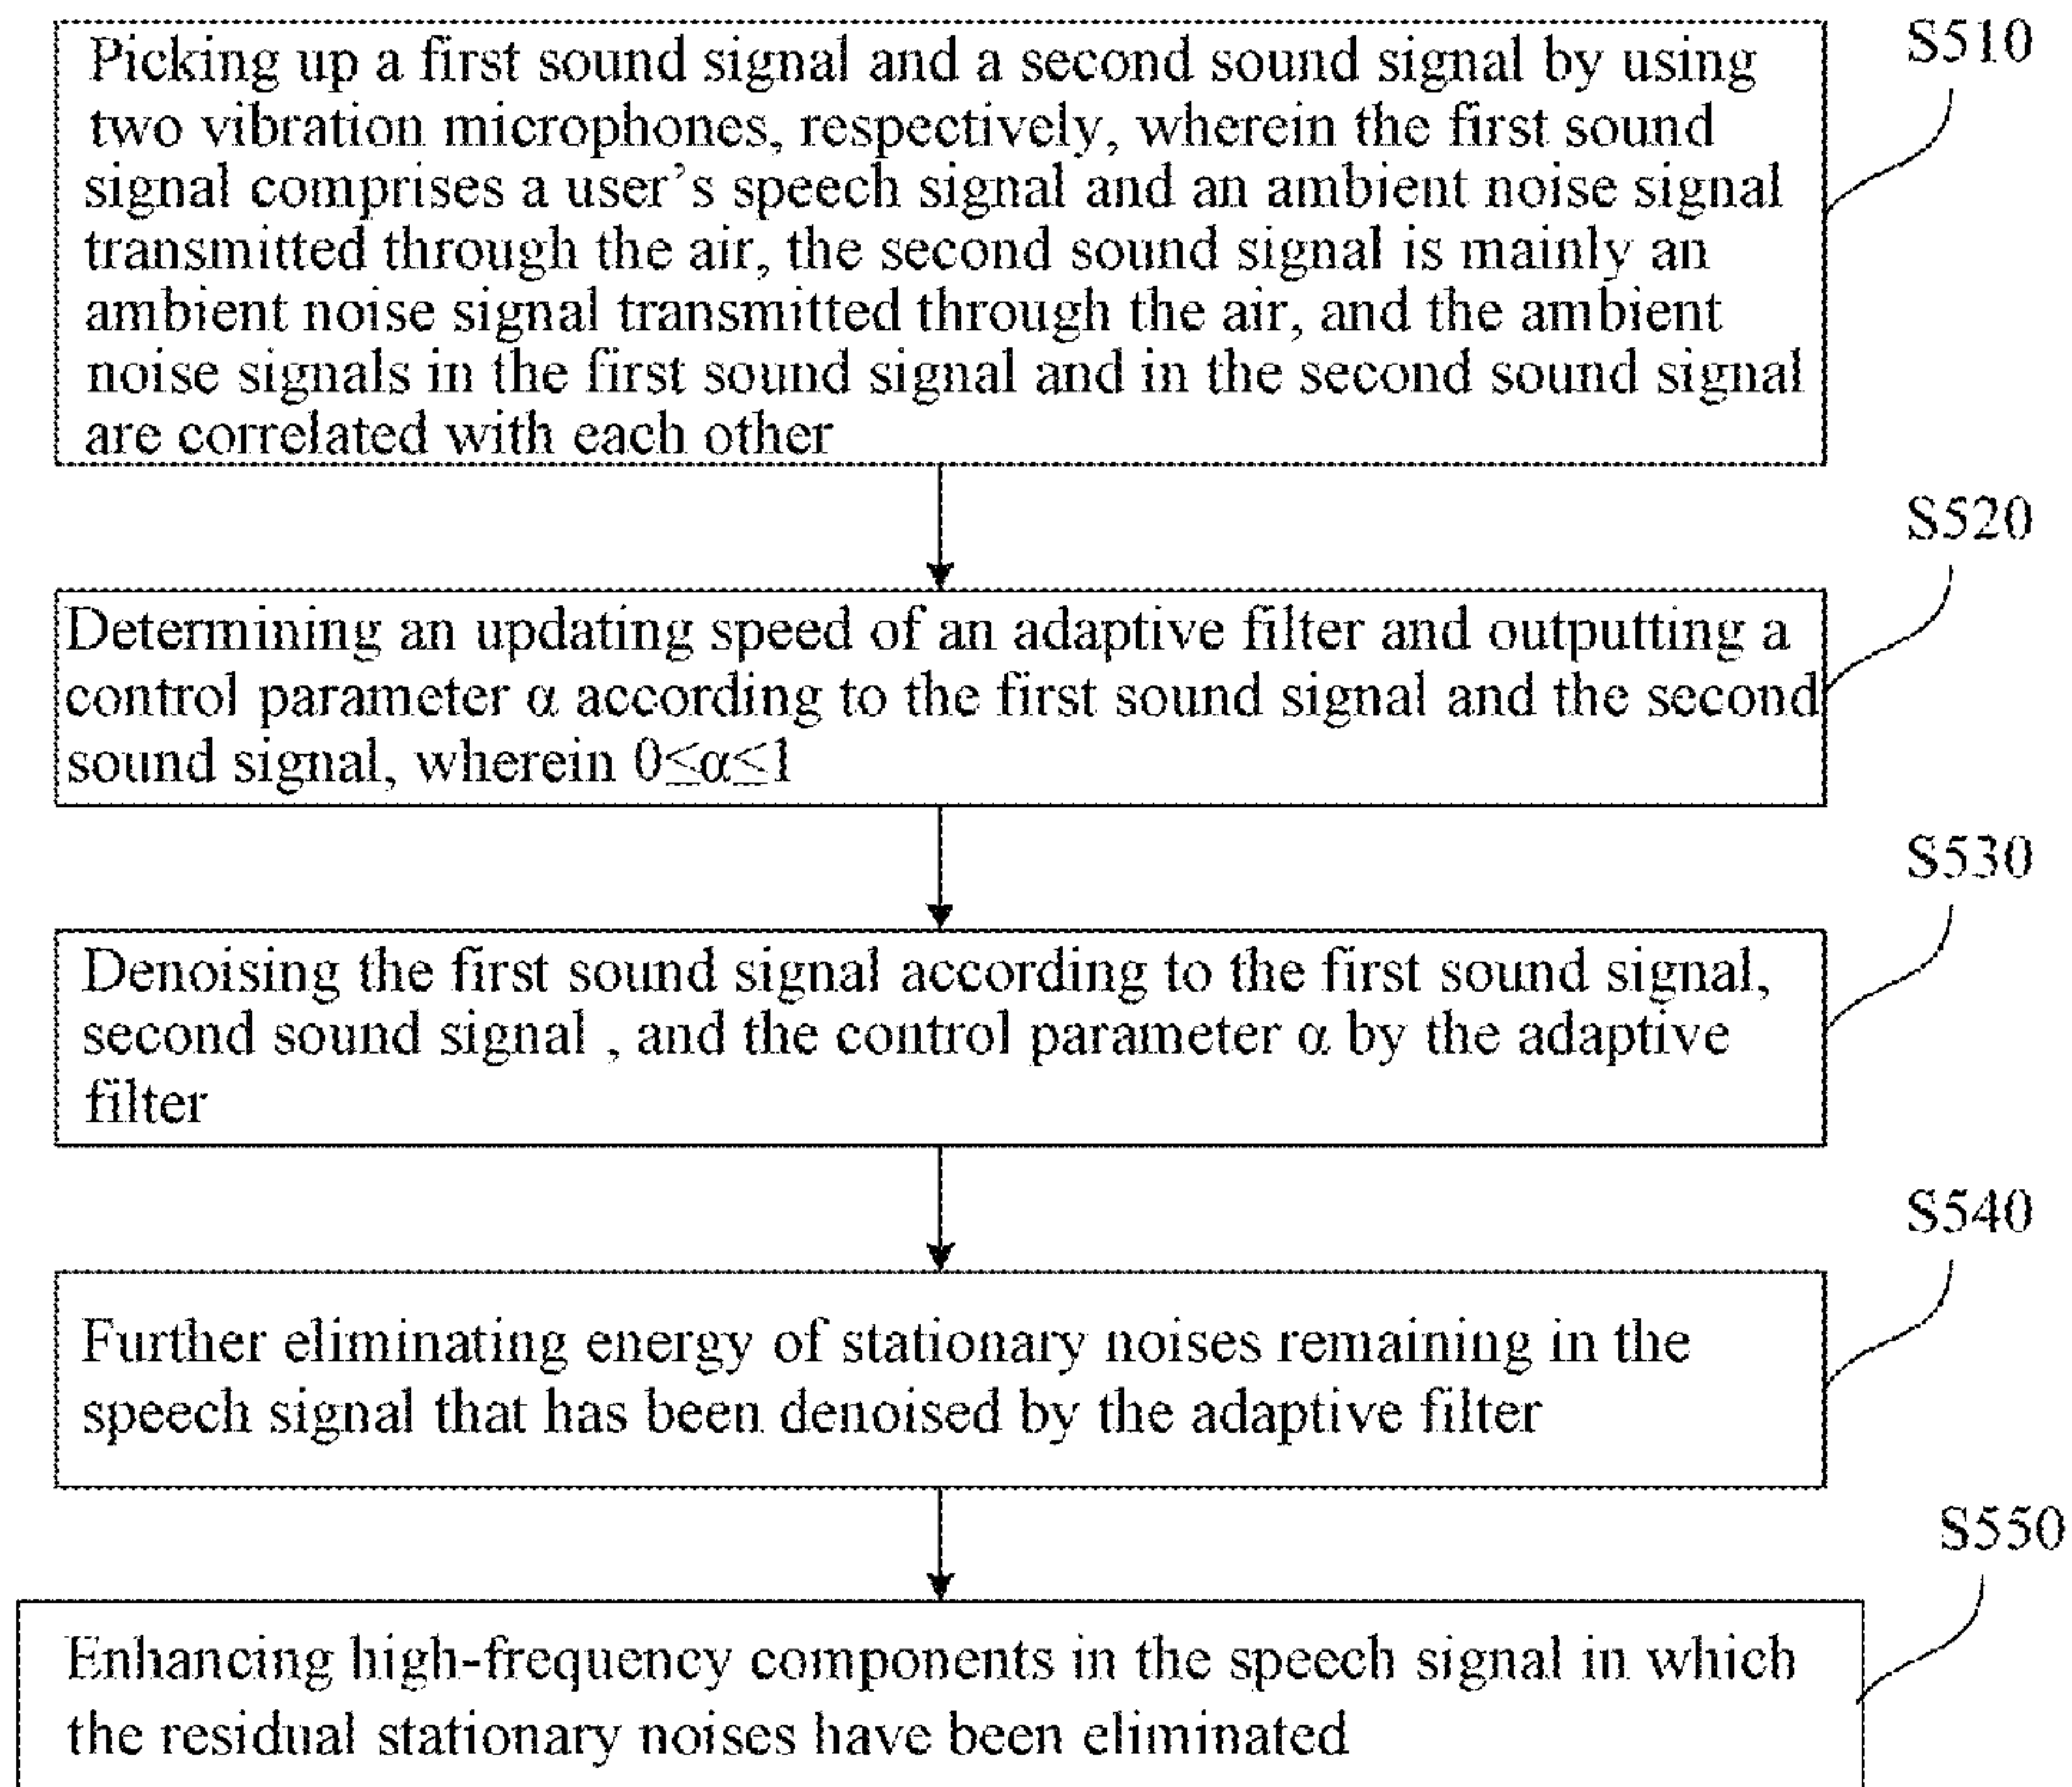 Picking up a first sound signal and a second sound signal by using
two vibration microphones, respectively, wherein the first sound
signal comprises a user's speech signal and an ambient noise signal
transmitted through the air, the second sound signal is mainly an
ambient noise signal transmitted through the air, and the ambient
noise signals in the first sound signal and in the second sound signal
are correlated with each other
S510
Determining an updating speed of an adaptive filter and outputting a
control parameter α according to the first sound signal and the second
sound signal, wherein 0≤α≤1
S520
Denoising the first sound signal according to the first sound signal,
second sound signal , and the control parameter α by the adaptive
filter
S530
Further eliminating energy of stationary noises remaining in the
speech signal that has been denoised by the adaptive filter
S540
Enhancing high-frequency components in the speech signal in which
the residual stationary noises have been eliminated
S550